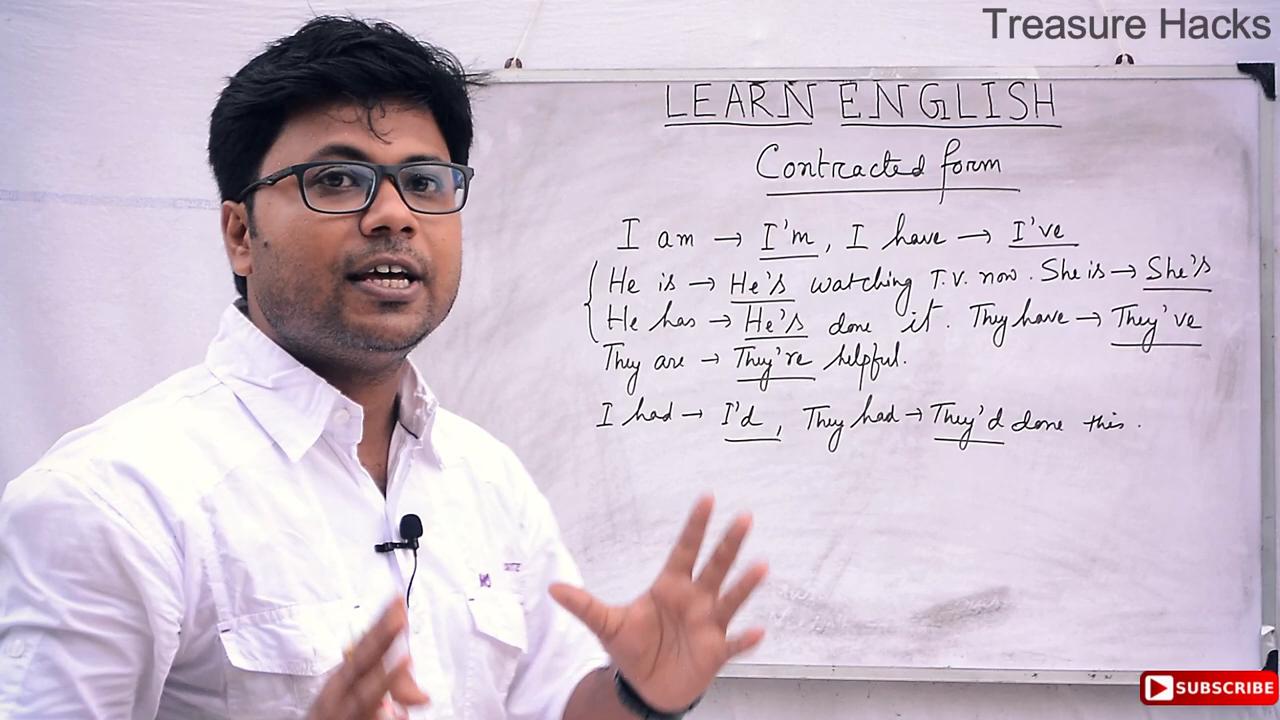 Treasure Hacks
LEARN ENGLISH
Contracted form
I am → I'm, I have → I've
He is → He's watching T.V. now. She is → She's
He has → He's done it. They have → They've
They are → They're helpful.
I had → I'd, They had → They'd done this.
SUBSCRIBE